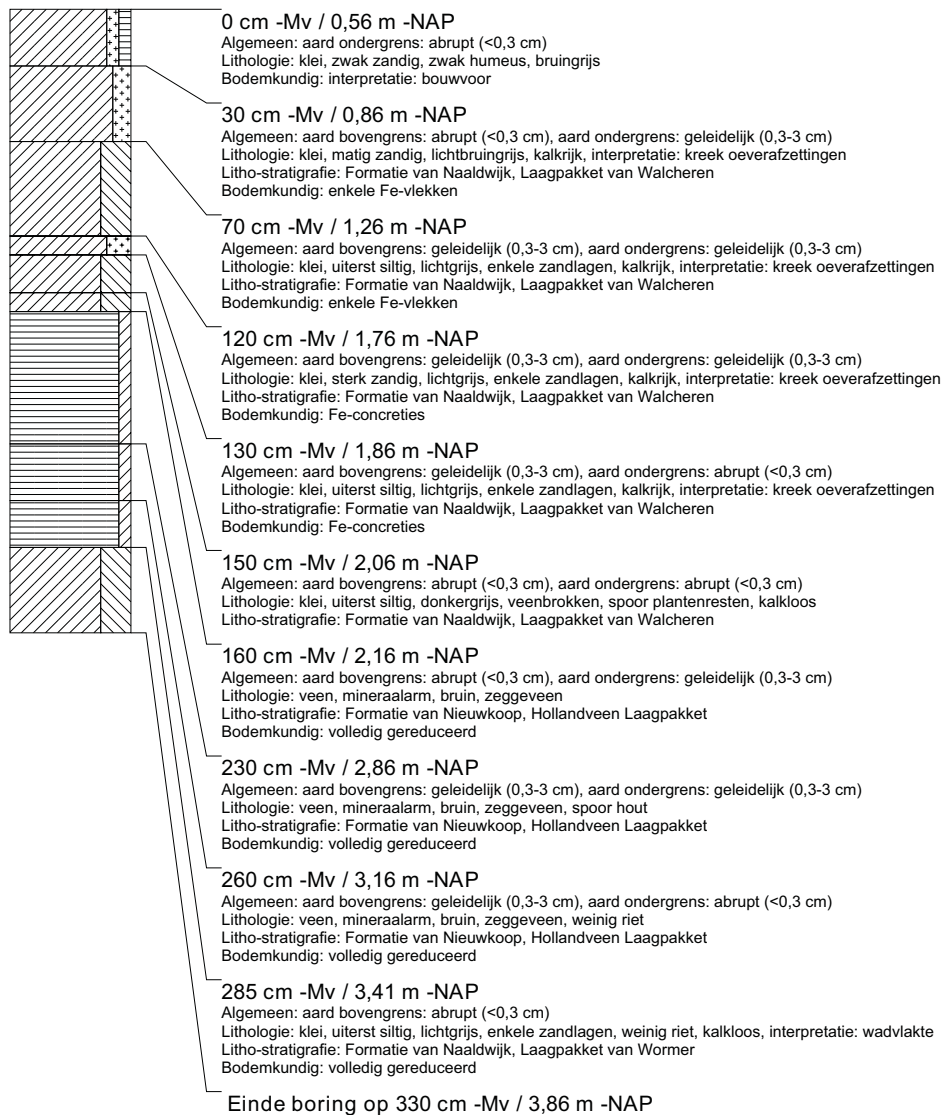 0 cm -Mv / 0,56 m -NAP
Algemeen: aard ondergrens: abrupt (<0,3 cm)
Lithologie: klei, zwak zandig, zwak humeus, bruingrijs
Bodemkundig: interpretatie: bouwvoor
30 cm -Mv / 0,86 m -NAP
Algemeen: aard bovengrens: abrupt (<0,3 cm), aard ondergrens: geleidelijk (0,3-3 cm)
Lithologie: klei, matig zandig, lichtbruingrijs, kalkrijk, interpretatie: kreek oeverafzettingen
Litho-stratigrafie: Formatie van Naaldwijk, Laagpakket van Walcheren
Bodemkundig: enkele Fe-vlekken
70 cm -Mv / 1,26 m -NAP
Algemeen: aard bovengrens: geleidelijk (0,3-3 cm), aard ondergrens: geleidelijk (0,3-3 cm)
Lithologie: klei, uiterst siltig, lichtgrijs, enkele zandlagen, kalkrijk, interpretatie: kreek oeverafzettingen
Litho-stratigrafie: Formatie van Naaldwijk, Laagpakket van Walcheren
Bodemkundig: enkele Fe-vlekken
120 cm -Mv / 1,76 m -NAP
Algemeen: aard bovengrens: geleidelijk (0,3-3 cm), aard ondergrens: geleidelijk (0,3-3 cm)
Lithologie: klei, sterk zandig, lichtgrijs, enkele zandlagen, kalkrijk, interpretatie: kreek oeverafzettingen
Litho-stratigrafie: Formatie van Naaldwijk, Laagpakket van Walcheren
Bodemkundig: Fe-concreties
130 cm -Mv / 1,86 m -NAP
Algemeen: aard bovengrens: geleidelijk (0,3-3 cm), aard ondergrens: abrupt (<0,3 cm)
Lithologie: klei, uiterst siltig, lichtgrijs, enkele zandlagen, kalkrijk, interpretatie: kreek oeverafzettingen
Litho-stratigrafie: Formatie van Naaldwijk, Laagpakket van Walcheren
Bodemkundig: Fe-concreties
150 cm -Mv / 2,06 m -NAP
Algemeen: aard bovengrens: abrupt (<0,3 cm), aard ondergrens: abrupt (<0,3 cm)
Lithologie: klei, uiterst siltig, donkergrijs, veenbrokken, spoor plantenresten, kalkloos
Litho-stratigrafie: Formatie van Naaldwijk, Laagpakket van Walcheren
160 cm -Mv / 2,16 m -NAP
Algemeen: aard bovengrens: abrupt (<0,3 cm), aard ondergrens: geleidelijk (0,3-3 cm)
Lithologie: veen, mineraalarm, bruin, zeggeveen
Litho-stratigrafie: Formatie van Nieuwkoop, Hollandveen Laagpakket
Bodemkundig: volledig gereduceerd
230 cm -Mv / 2,86 m -NAP
Algemeen: aard bovengrens: geleidelijk (0,3-3 cm), aard ondergrens: geleidelijk (0,3-3 cm)
Lithologie: veen, mineraalarm, bruin, zeggeveen, spoor hout
Litho-stratigrafie: Formatie van Nieuwkoop, Hollandveen Laagpakket
Bodemkundig: volledig gereduceerd
260 cm -Mv / 3,16 m -NAP
Algemeen: aard bovengrens: geleidelijk (0,3-3 cm), aard ondergrens: abrupt (<0,3 cm)
Lithologie: veen, mineraalarm, bruin, zeggeveen, weinig riet
Litho-stratigrafie: Formatie van Nieuwkoop, Hollandveen Laagpakket
Bodemkundig: volledig gereduceerd
285 cm -Mv / 3,41 m -NAP
Algemeen: aard bovengrens: abrupt (<0,3 cm)
Lithologie: klei, uiterst siltig, lichtgrijs, enkele zandlagen, weinig riet, kalkloos, interpretatie: wadvlakte
Litho-stratigrafie: Formatie van Naaldwijk, Laagpakket van Wormer
Bodemkundig: volledig gereduceerd
Einde boring op 330 cm -Mv / 3,86 m -NAP